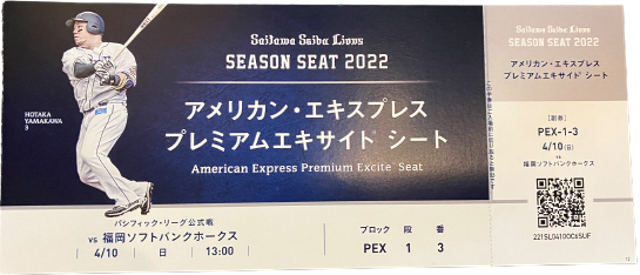 Saitama Seibu Lions
SEASON SEAT 2022
アメリカン・エキスプレス
プレミアムエキサイト® シート
American Express Premium Excite® Seat
HOTAKA
YAMAKAWA
3
パシフィック・リーグ公式戦
vs 福岡ソフトバンクホークス
4/10 日 13:00
ブロック 段 番
PEX 1 3
Saitama Seibu Lions
SEASON SEAT 2022
アメリカン・エキスプレス
プレミアムエキサイト® シート
[副券]
PEX-1-3
4/10(日)
vs
福岡ソフトバンクホークス
221SL04100C65UF